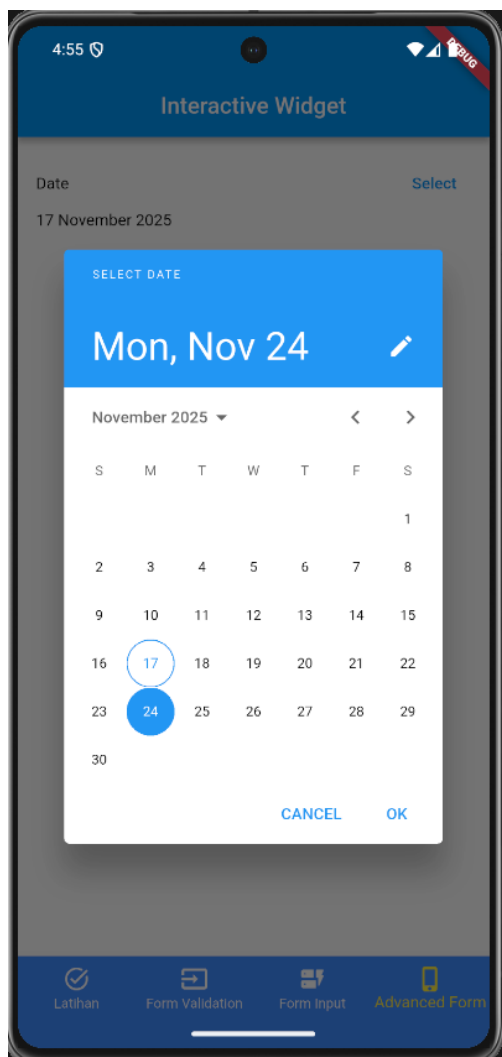 4:55
DEBUG
Interactive Widget
Date Select
17 November 2025
SELECT DATE
Mon, Nov 24
November 2025
S M T W T F S
1
2 3 4 5 6 7 8
9 10 11 12 13 14 15
16 17 18 19 20 21 22
23 24 25 26 27 28 29
30
CANCEL OK
Latihan Form Validation Form Input Advanced Form